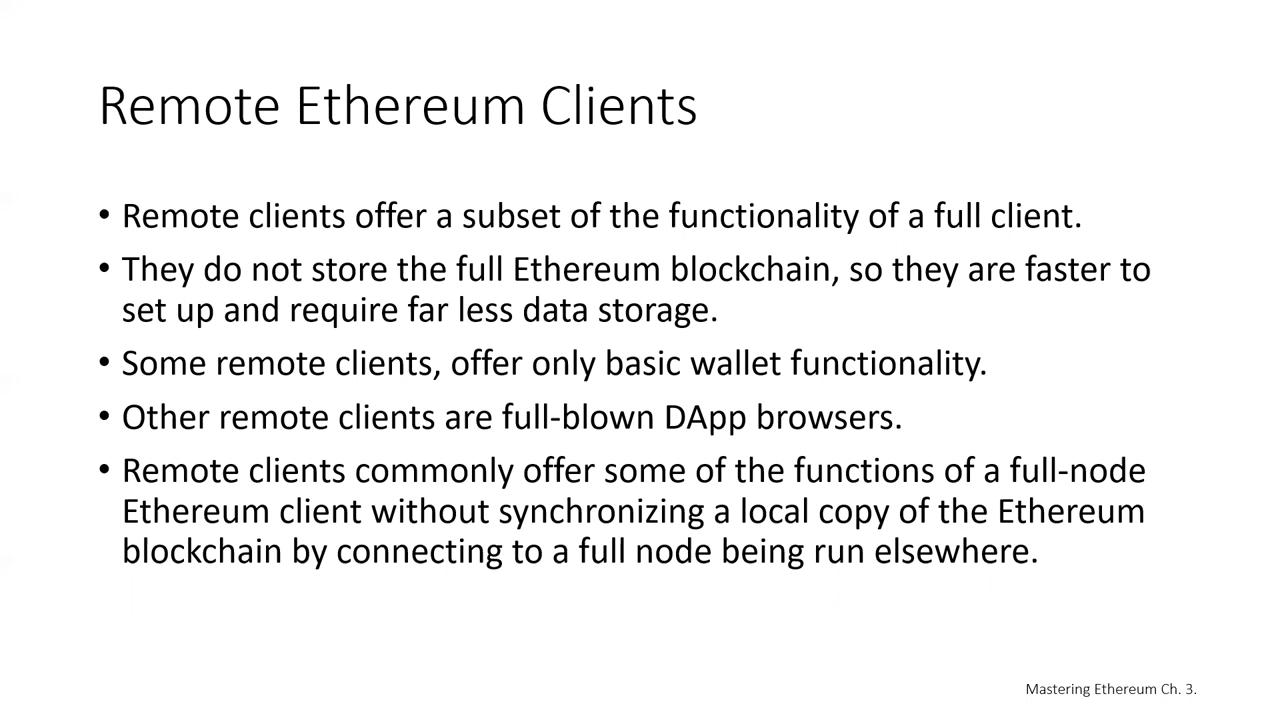 Remote Ethereum Clients
• Remote clients offer a subset of the functionality of a full client.
• They do not store the full Ethereum blockchain, so they are faster to
set up and require far less data storage.
• Some remote clients, offer only basic wallet functionality.
• Other remote clients are full-blown DApp browsers.
• Remote clients commonly offer some of the functions of a full-node
Ethereum client without synchronizing a local copy of the Ethereum
blockchain by connecting to a full node being run elsewhere.
Mastering Ethereum Ch. 3.